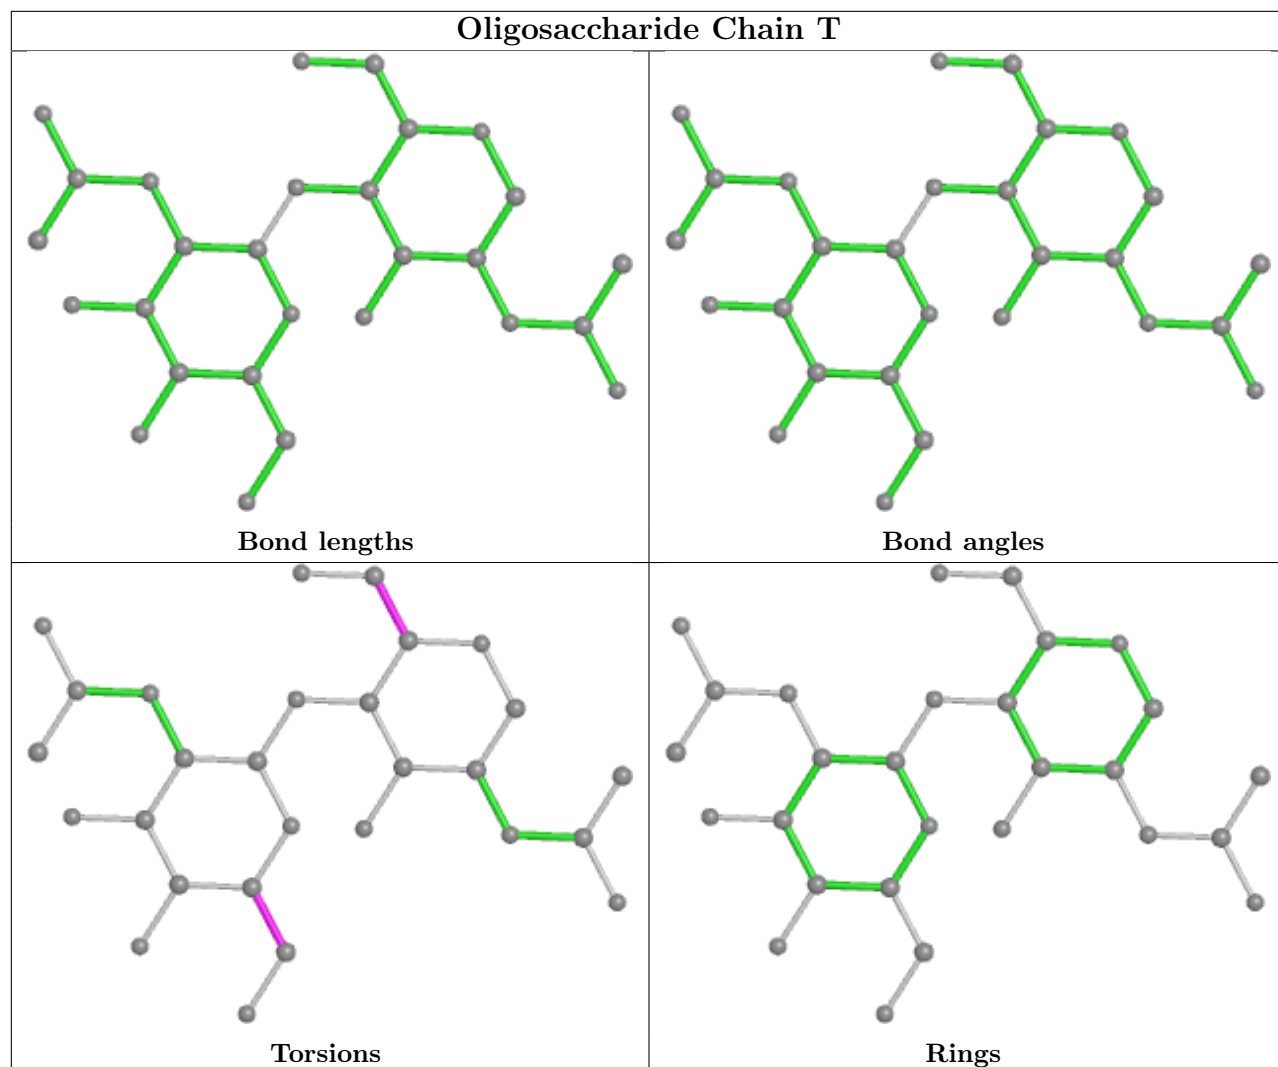 Oligosaccharide Chain T
Bond lengths
Bond angles
Torsions
Rings